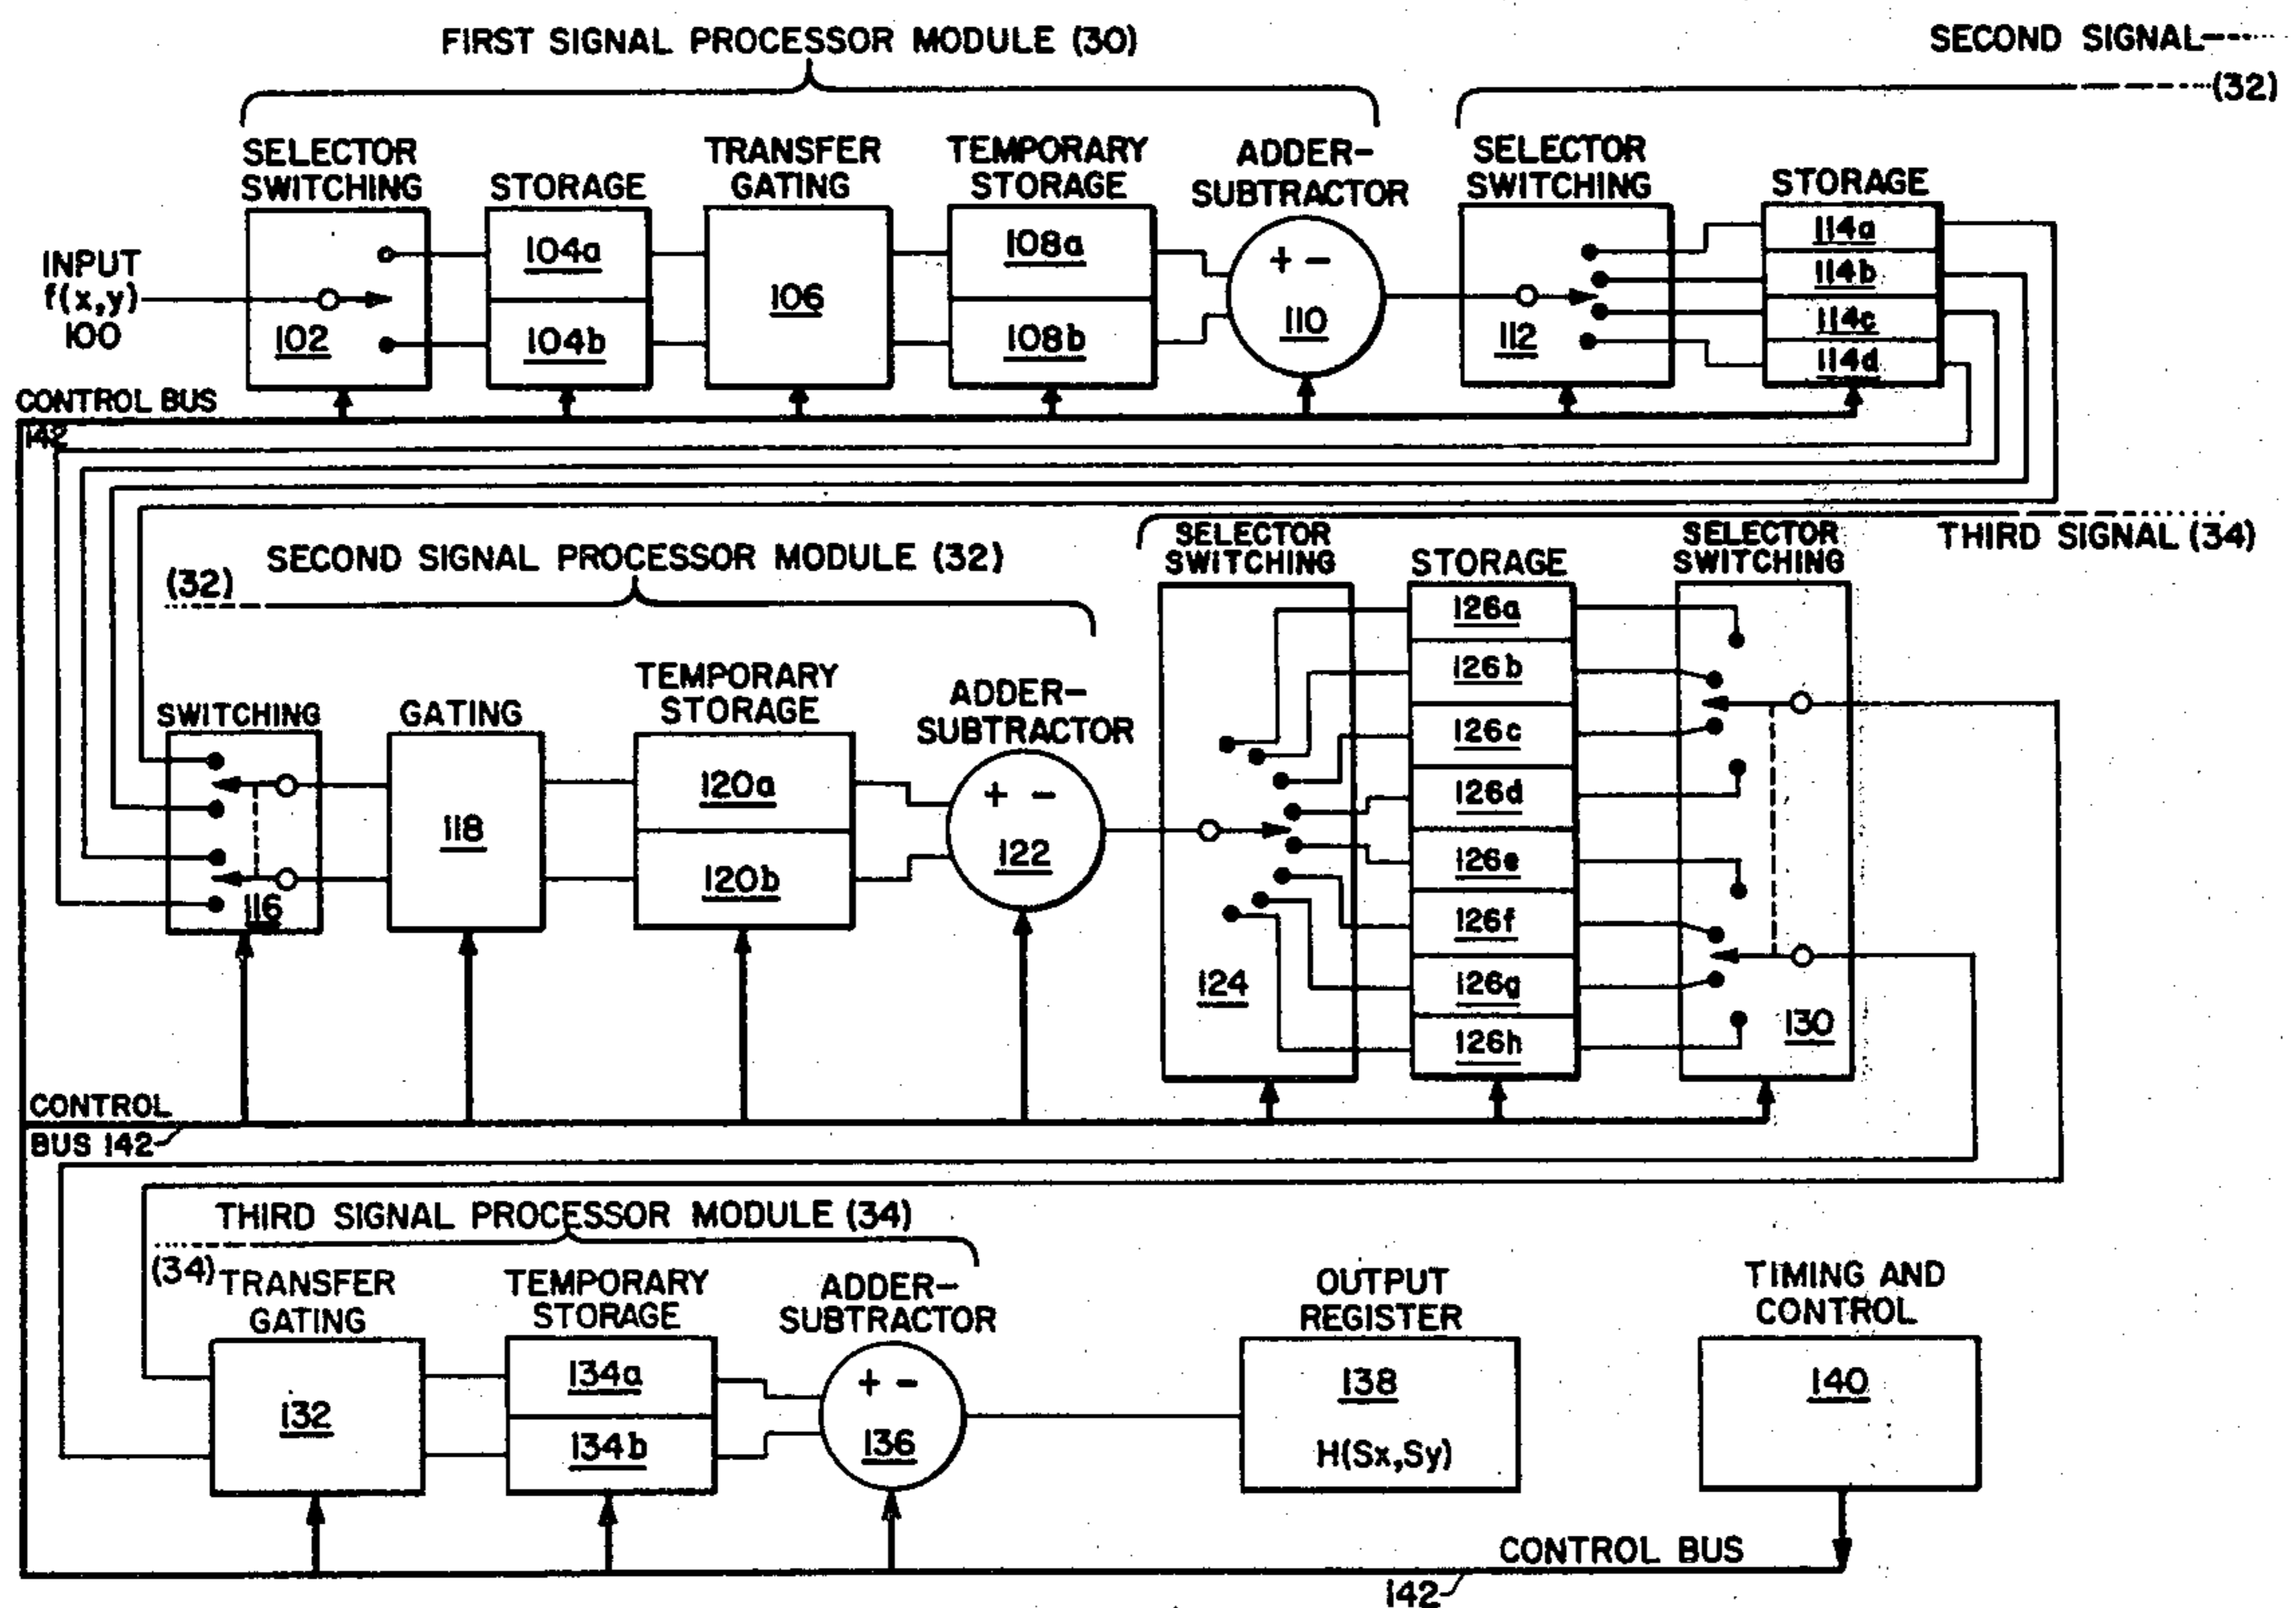 FIRST SIGNAL PROCESSOR MODULE (30)
SECOND SIGNAL
(32)
SELECTOR
SWITCHING
STORAGE
TRANSFER
GATING
TEMPORARY
STORAGE
ADDER-
SUBTRACTOR
SELECTOR
SWITCHING
STORAGE
INPUT
f(x,y)
100
102
104a
104b
106
108a
108b
+ -
110
112
114a
114b
114c
114d
CONTROL BUS
142
SECOND SIGNAL PROCESSOR MODULE (32)
(32)
SELECTOR
SWITCHING
STORAGE
SELECTOR
SWITCHING
THIRD SIGNAL (34)
SWITCHING
GATING
TEMPORARY
STORAGE
ADDER-
SUBTRACTOR
116
118
120a
120b
+ -
122
124
126a
126b
126c
126d
126e
126f
126g
126h
130
CONTROL
BUS 142
THIRD SIGNAL PROCESSOR MODULE (34)
(34)
TRANSFER
GATING
TEMPORARY
STORAGE
ADDER-
SUBTRACTOR
OUTPUT
REGISTER
TIMING AND
CONTROL
132
134a
134b
+ -
136
138
H(Sx,Sy)
140
CONTROL BUS
142